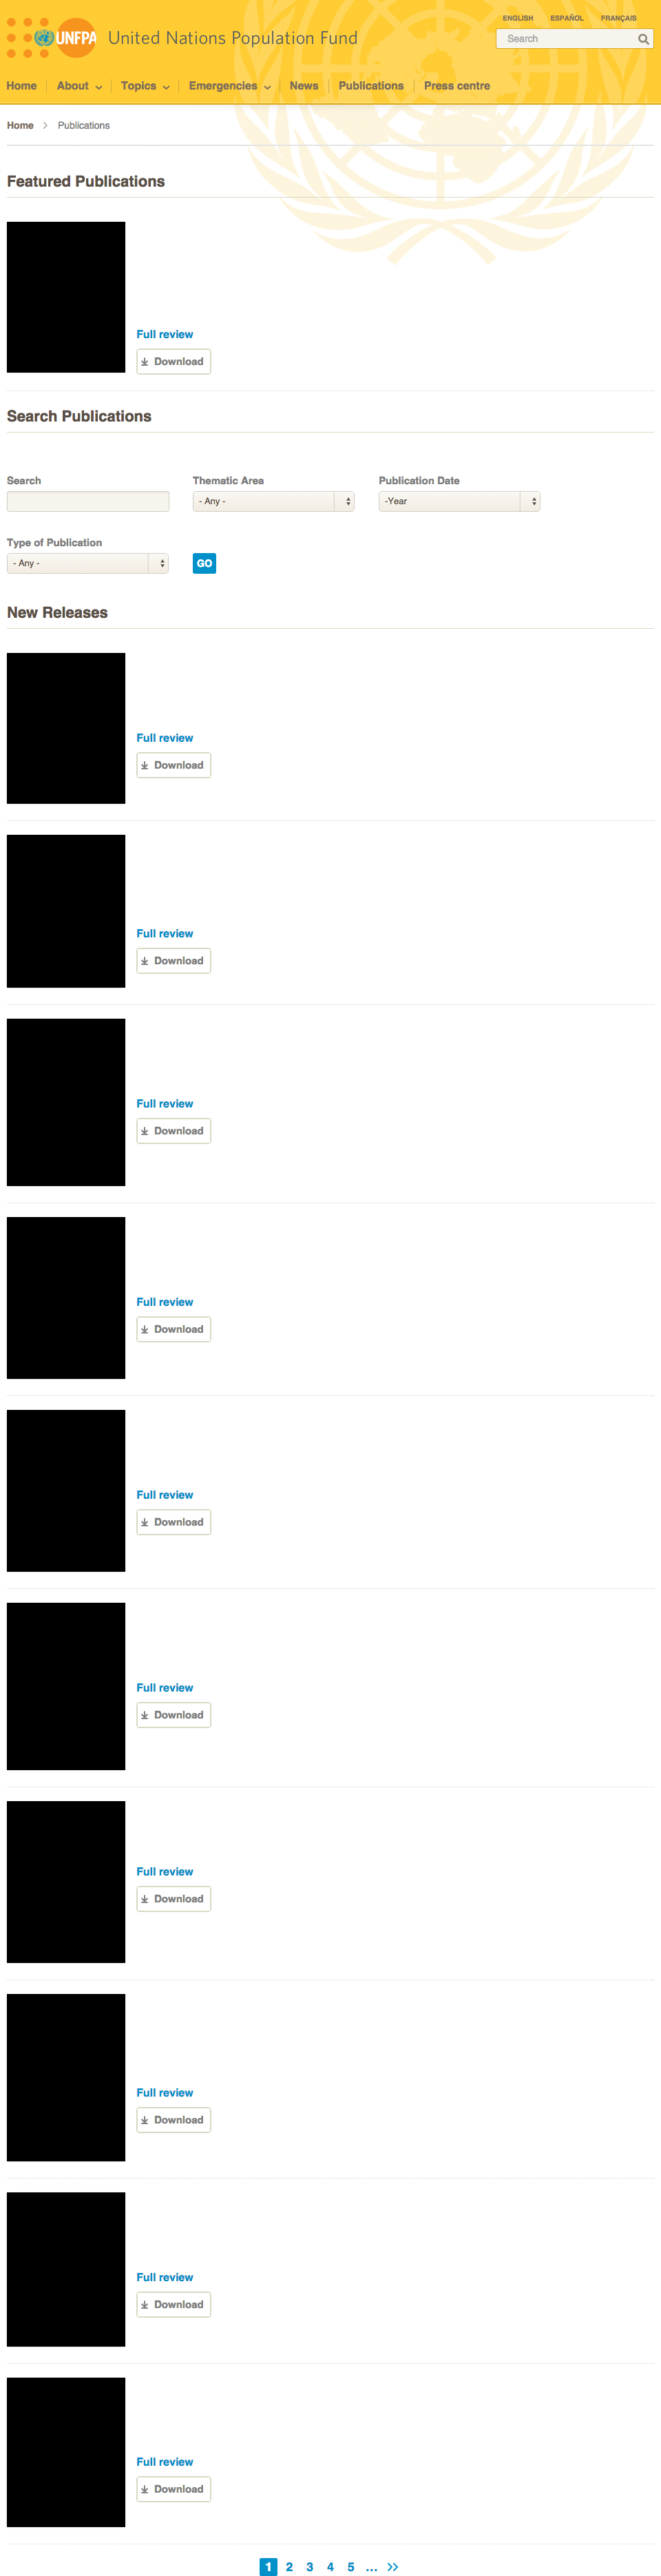 ENGLISH ESPAÑOL FRANÇAIS
UNFPA United Nations Population Fund
Search
Home About Topics Emergencies News Publications Press centre
Home Publications
Featured Publications
Full review
Download
Search Publications
Search Thematic Area Publication Date
- Any - -Year
Type of Publication
- Any - GO
New Releases
Full review
Download
Full review
Download
Full review
Download
Full review
Download
Full review
Download
Full review
Download
Full review
Download
Full review
Download
Full review
Download
Full review
Download
1 2 3 4 5 ... >>